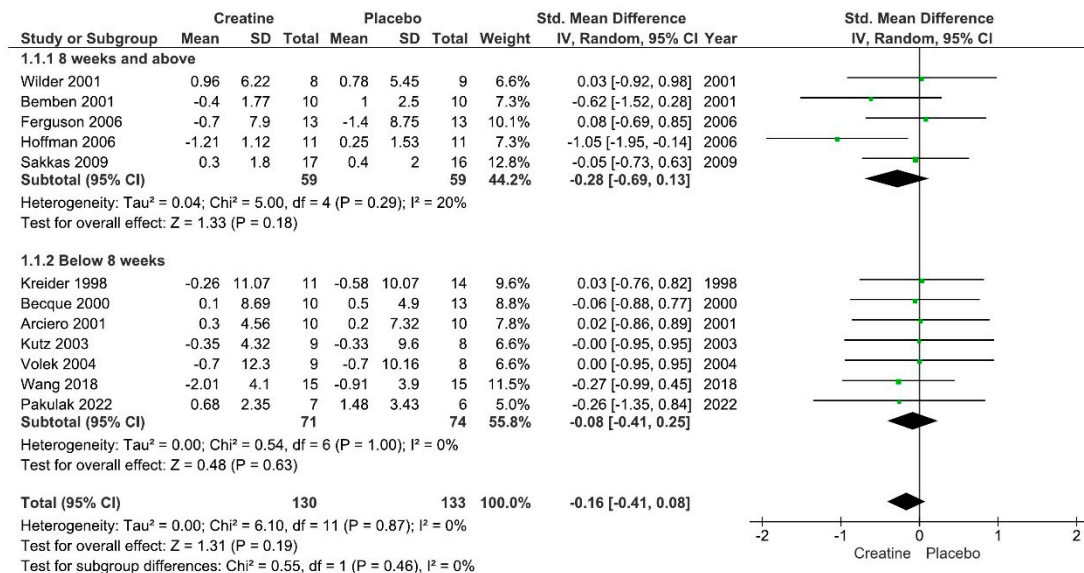 Creatine Placebo Std. Mean Difference Std. Mean Difference
Study or Subgroup Mean SD Total Mean SD Total Weight IV, Random, 95% CI Year IV, Random, 95% CI
1.1.1 8 weeks and above
Wilder 2001 0.96 6.22 8 0.78 5.45 9 6.6% 0.03 [-0.92, 0.98] 2001
Bemben 2001 -0.4 1.77 10 1 2.5 10 7.3% -0.62 [-1.52, 0.28] 2001
Ferguson 2006 -0.7 7.9 13 -1.4 8.75 13 10.1% 0.08 [-0.69, 0.85] 2006
Hoffman 2006 -1.21 1.12 11 0.25 1.53 11 7.3% -1.05 [-1.95, -0.14] 2006
Sakkas 2009 0.3 1.8 17 0.4 2 16 12.8% -0.05 [-0.73, 0.63] 2009
Subtotal (95% CI) 59 59 44.2% -0.28 [-0.69, 0.13]
Heterogeneity: Tau² = 0.04; Chi² = 5.00, df = 4 (P = 0.29); I² = 20%
Test for overall effect: Z = 1.33 (P = 0.18)
1.1.2 Below 8 weeks
Kreider 1998 -0.26 11.07 11 -0.58 10.07 14 9.6% 0.03 [-0.76, 0.82] 1998
Becque 2000 0.1 8.69 10 0.5 4.9 13 8.8% -0.06 [-0.88, 0.77] 2000
Arciero 2001 0.3 4.56 10 0.2 7.32 10 7.8% 0.02 [-0.86, 0.89] 2001
Kutz 2003 -0.35 4.32 9 -0.33 9.6 8 6.6% -0.00 [-0.95, 0.95] 2003
Volek 2004 -0.7 12.3 9 -0.7 10.16 8 6.6% 0.00 [-0.95, 0.95] 2004
Wang 2018 -2.01 4.1 15 -0.91 3.9 15 11.5% -0.27 [-0.99, 0.45] 2018
Pakulak 2022 0.68 2.35 7 1.48 3.43 6 5.0% -0.26 [-1.35, 0.84] 2022
Subtotal (95% CI) 71 74 55.8% -0.08 [-0.41, 0.25]
Heterogeneity: Tau² = 0.00; Chi² = 0.54, df = 6 (P = 1.00); I² = 0%
Test for overall effect: Z = 0.48 (P = 0.63)
Total (95% CI) 130 133 100.0% -0.16 [-0.41, 0.08]
Heterogeneity: Tau² = 0.00; Chi² = 6.10, df = 11 (P = 0.87); I² = 0%
Test for overall effect: Z = 1.31 (P = 0.19)
Test for subgroup differences: Chi² = 0.55, df = 1 (P = 0.46), I² = 0%
-2 -1 0 1 2
Creatine Placebo